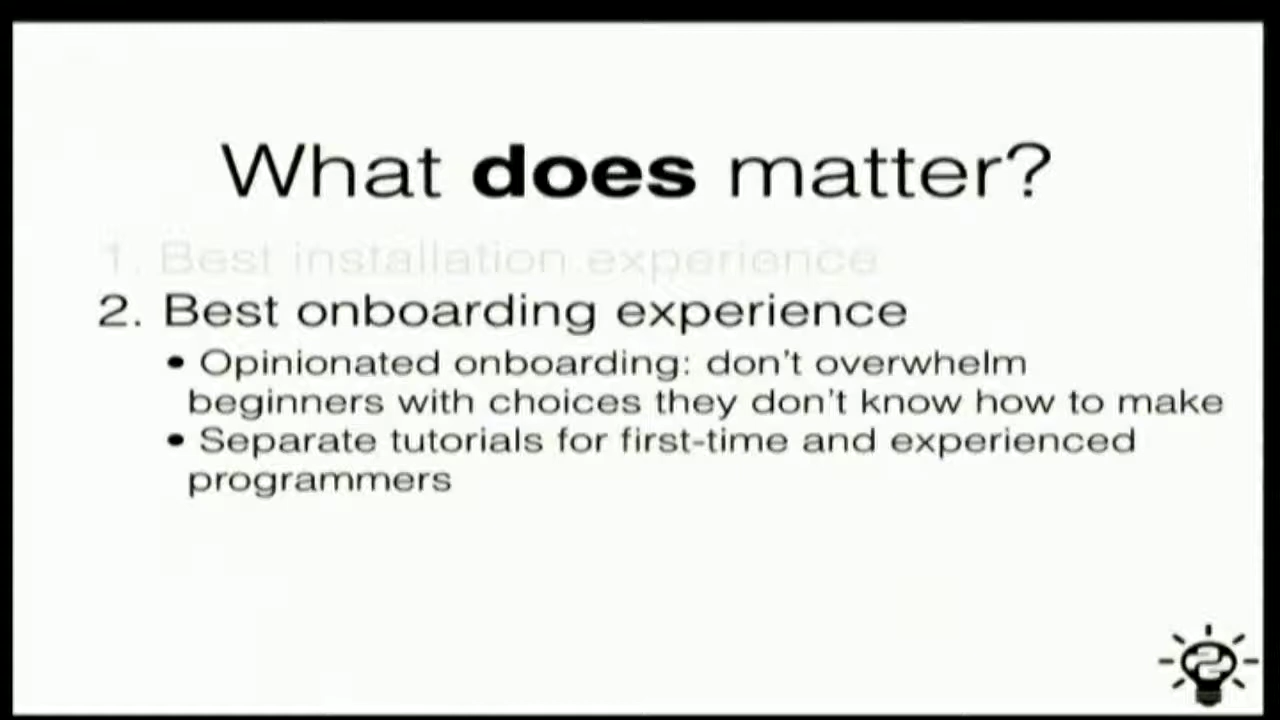 What does matter?
1. Best installation experience
2. Best onboarding experience
• Opinionated onboarding: don't overwhelm
beginners with choices they don't know how to make
• Separate tutorials for first-time and experienced
programmers